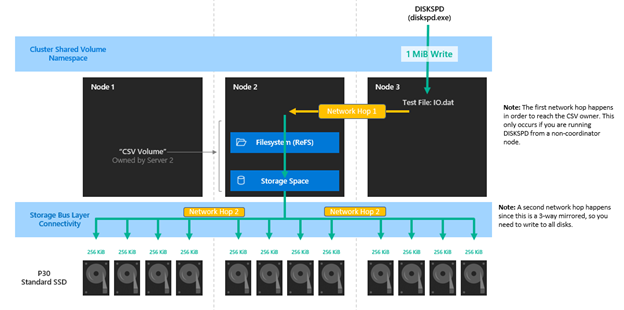 DISKSPD
(diskspd.exe)
Cluster Shared Volume
Namespace
1 MiB Write
Node 1
Node 2
Node 3
Network Hop 1
Test File: IO.dat
Note: The first network hop happens
in order to reach the CSV owner. This
only occurs if you are running
DISKSPD from a non-coordinator
node.
Filesystem (ReFS)
"CSV Volume"
Owned by Server 2
Storage Space
Note: A second network hop happens
since this is a 3-way mirrored, so you
need to write to all disks.
Storage Bus Layer
Connectivity
Network Hop 2
Network Hop 2
256 KiB 256 KiB 256 KiB 256 KiB 256 KiB 256 KiB 256 KiB 256 KiB 256 KiB 256 KiB 256 KiB 256 KiB
P30
Standard SSD